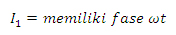 I₁ = memiliki fase ωt